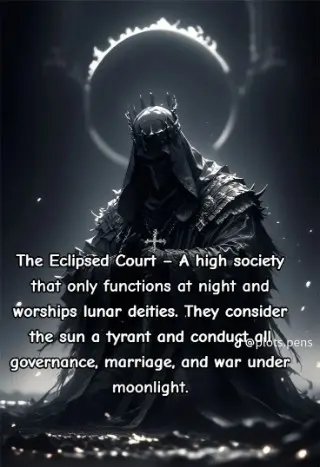 The Eclipsed Court – A high society
that only functions at night and
worships lunar deities. They consider
the sun a tyrant and conduct all
@plots.pens
governance, marriage, and war under
moonlight.